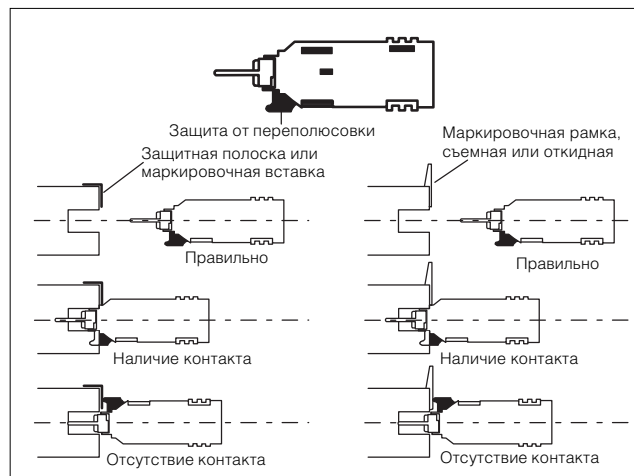 Защита от переполюсовки
Защитная полоска или
маркировочная вставка
Маркировочная рамка,
съемная или откидная
Правильно
Правильно
Наличие контакта
Наличие контакта
Отсутствие контакта
Отсутствие контакта